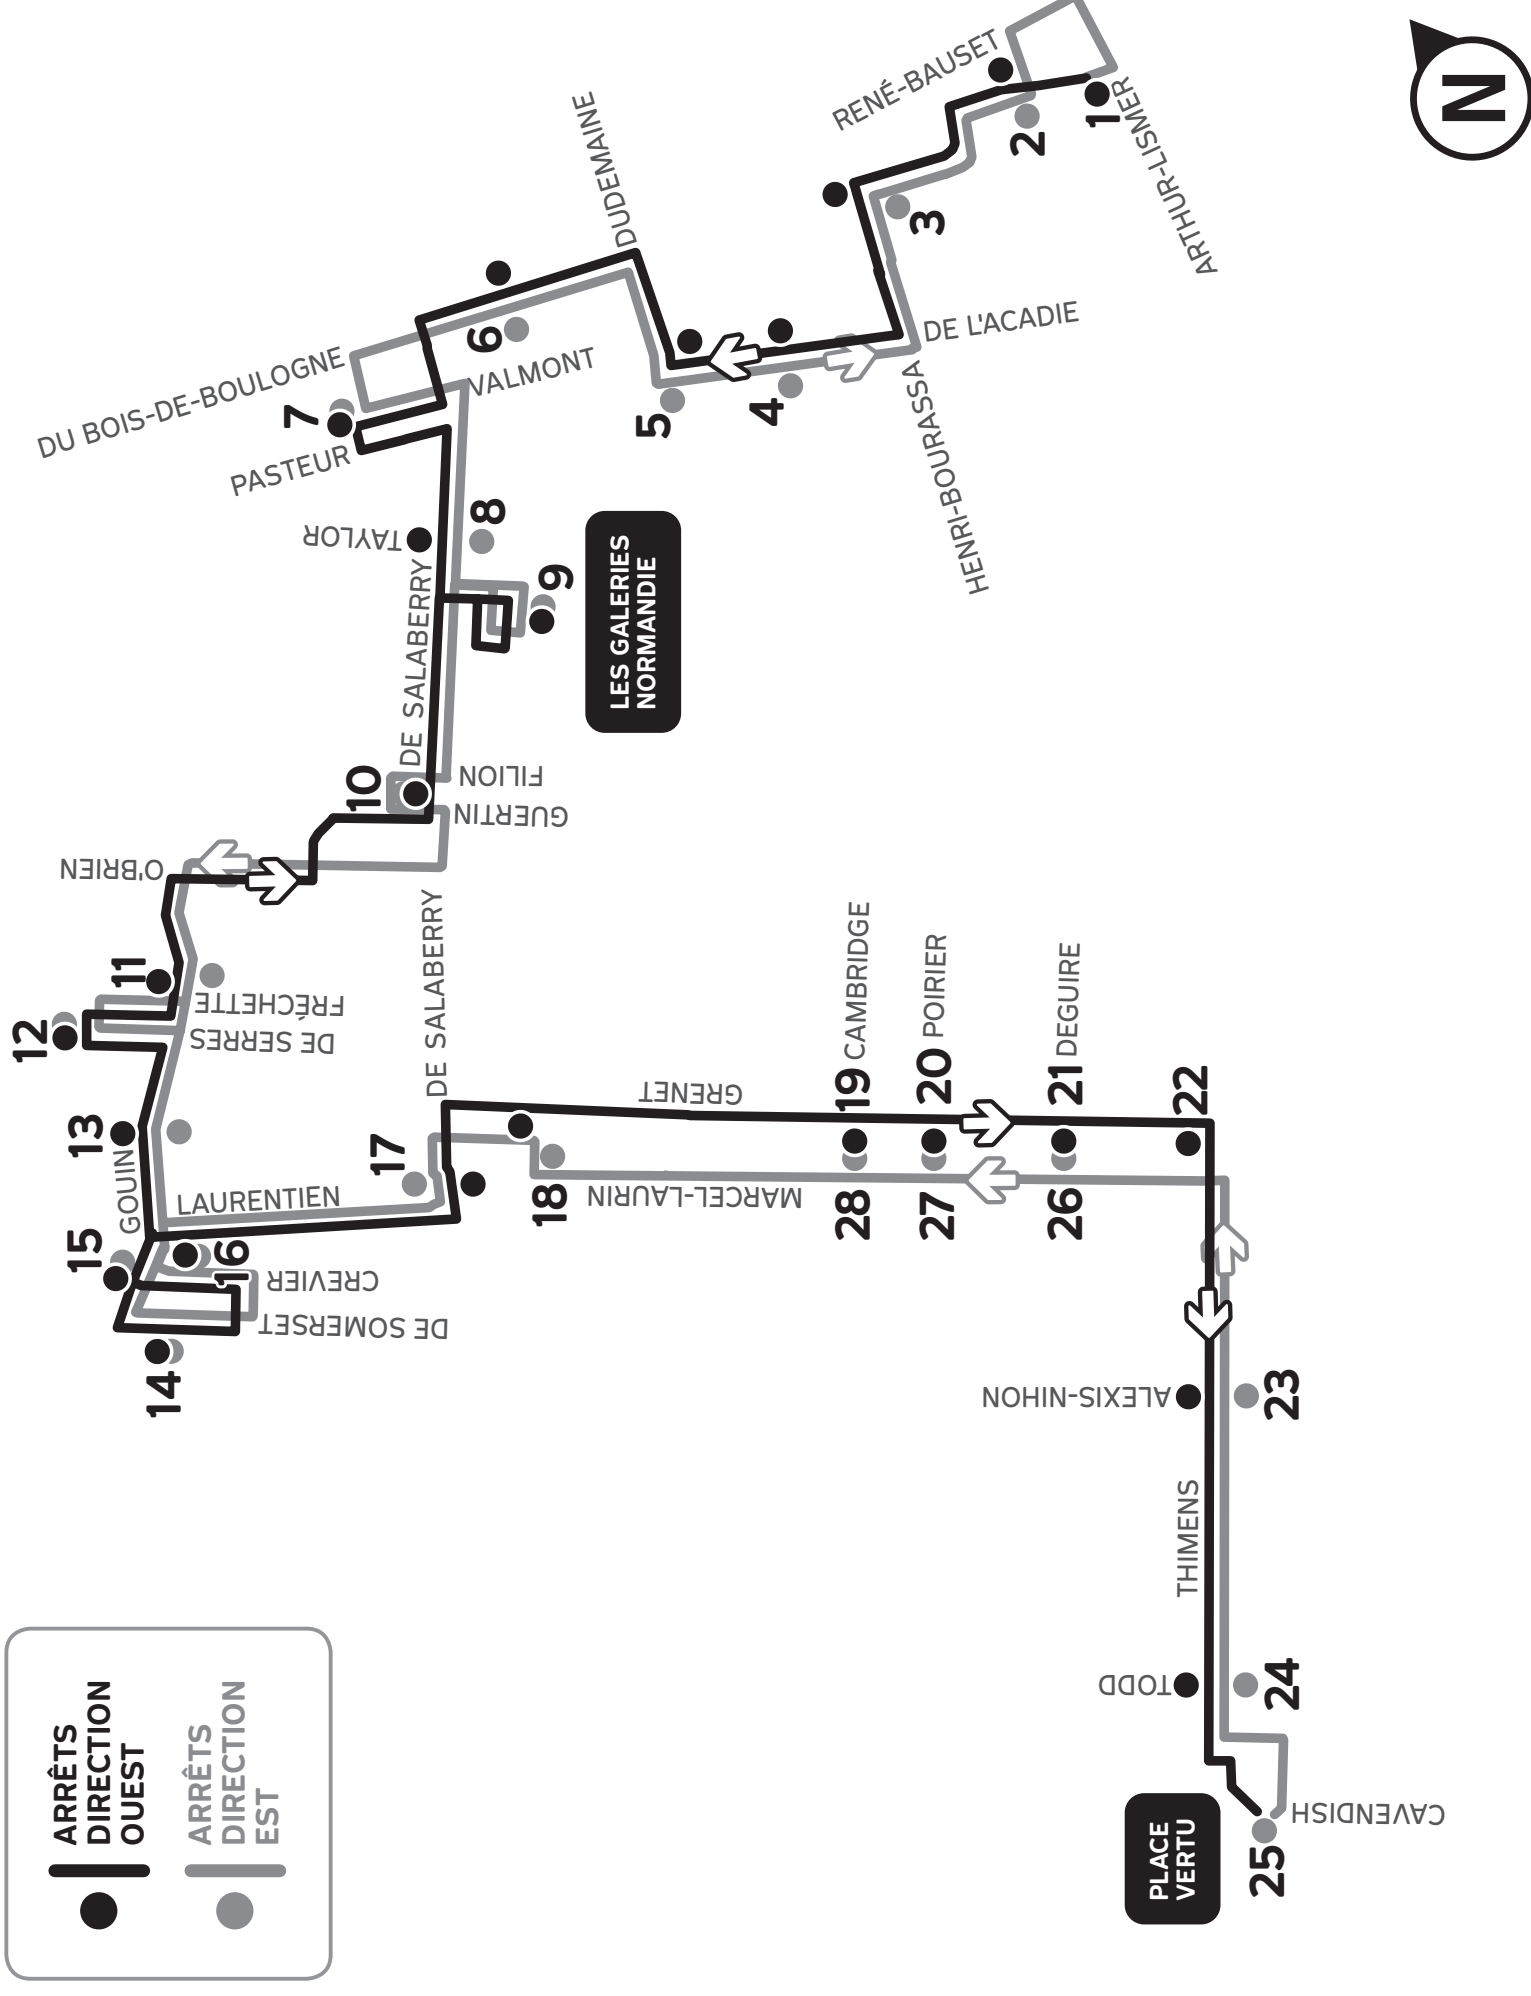 ARRÊTS
DIRECTION
OUEST
ARRÊTS
DIRECTION
EST
N
1
ARTHUR-LISMER
RENÉ-BAUSET
2
3
DE L'ACADIE
HENRI-BOURASSA
4
5
DUDEMAINE
6
VALMONT
DU BOIS-DE-BOULOGNE
7
PASTEUR
TAYLOR
8
9
LES GALERIES
NORMANDIE
DE SALABERRY
FILION
10
GUERTIN
O'BRIEN
11
FRÉCHETTE
12
DE SERRES
13
GOUIN
LAURENTIEN
15
16
CREVIER
DE SOMERSET
14
17
DE SALABERRY
18
GRENET
MARCEL-LAURIN
19 CAMBRIDGE
28
20 POIRIER
27
21 DEGUIRE
26
22
ALEXIS-NIHON
23
THIMENS
TODD
24
CAVENDISH
25
PLACE
VERTU